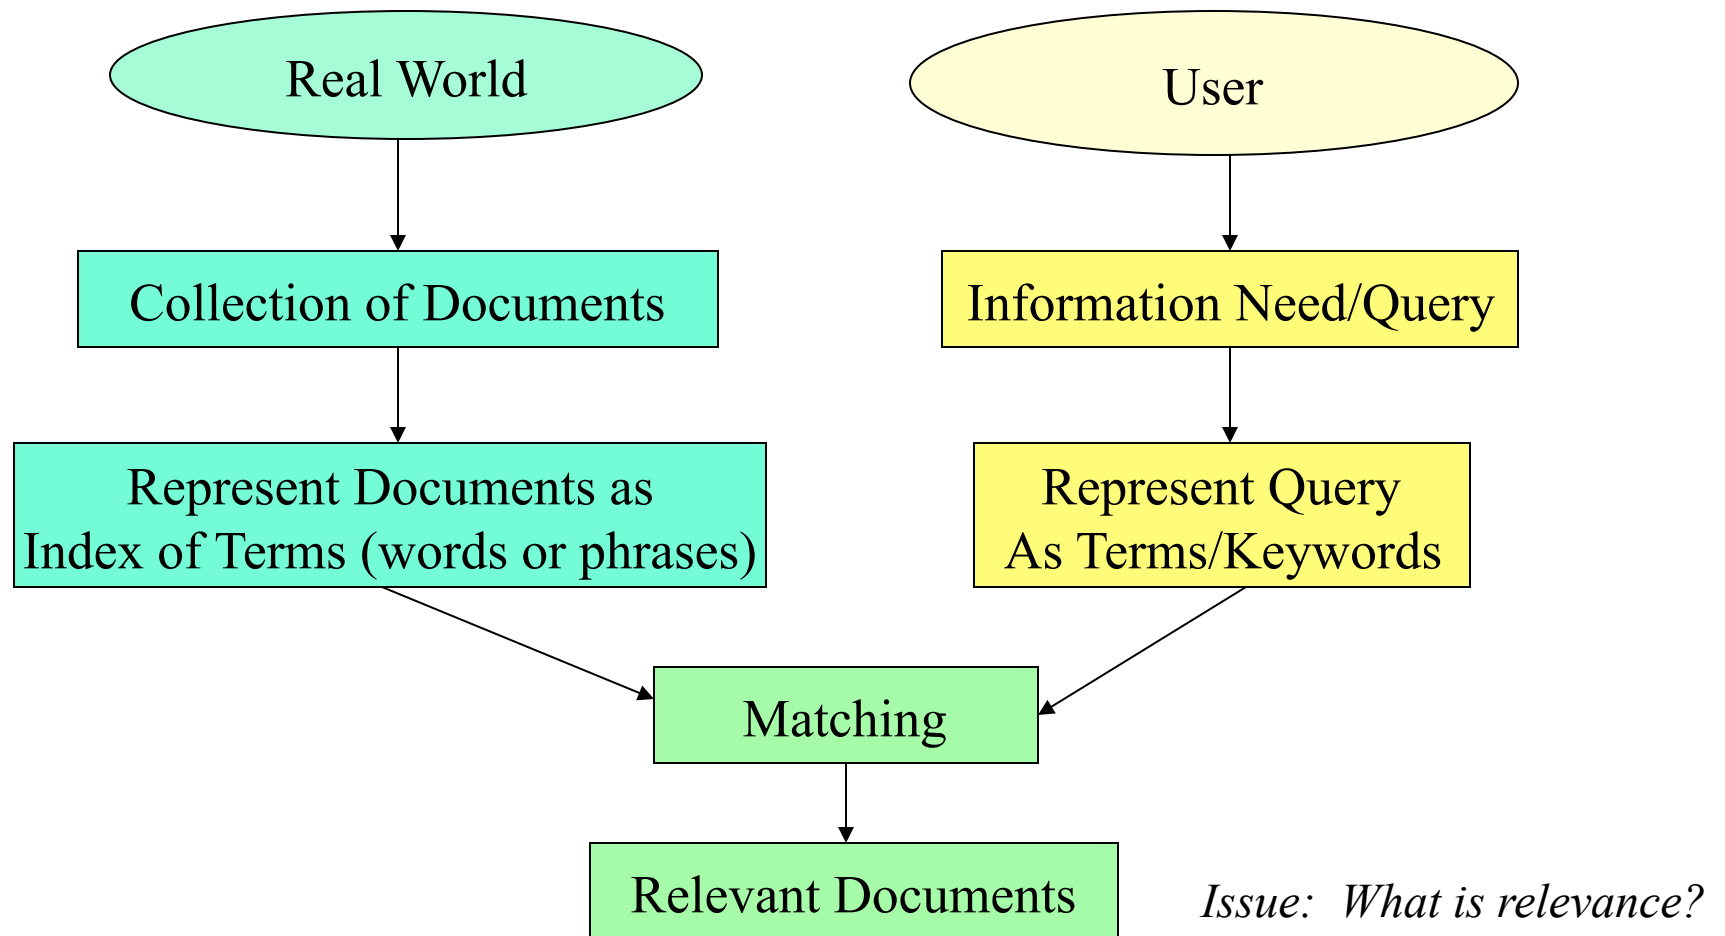 Real World
User
Collection of Documents
Information Need/Query
Represent Documents as
Index of Terms (words or phrases)
Represent Query
As Terms/Keywords
Matching
Relevant Documents
Issue: What is relevance?